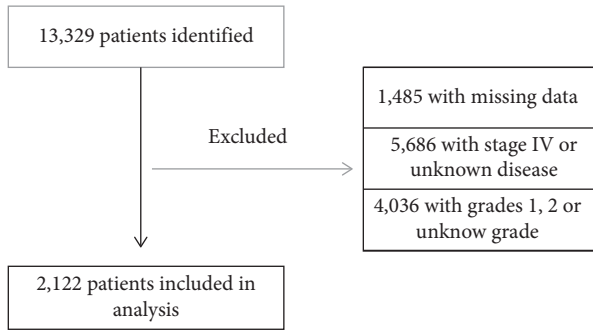 13,329 patients identified
Excluded
1,485 with missing data
5,686 with stage IV or
unknown disease
4,036 with grades 1, 2 or
unknow grade
2,122 patients included in
analysis